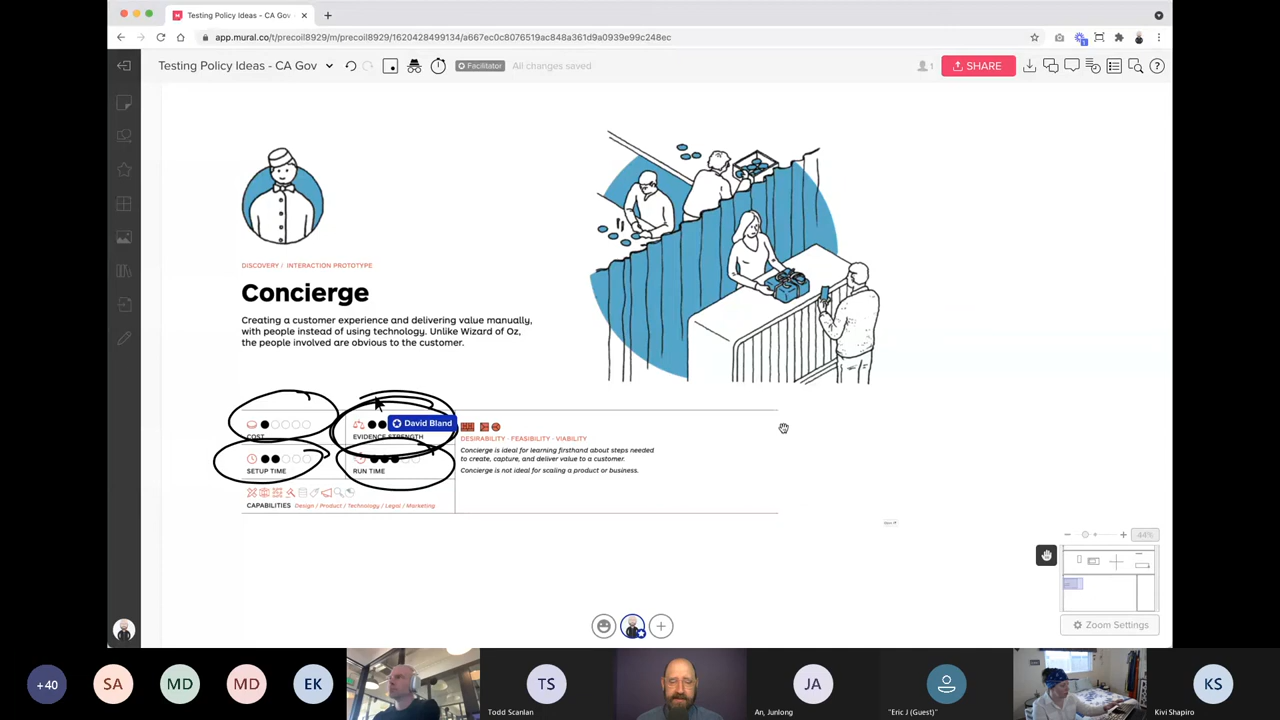 Testing Policy Ideas - CA Gov
app.mural.co/t/precoil8929/m/precoil8929/1620428499134/a667ec0c8076519ac848a361d9a0939e99c248ec
Testing Policy Ideas - CA Gov
Facilitator
All changes saved
1
SHARE
DISCOVERY / INTERACTION PROTOTYPE
Concierge
Creating a customer experience and delivering value manually,
with people instead of using technology. Unlike Wizard of Oz,
the people involved are obvious to the customer.
COST
EVIDENCE STRENGTH
David Bland
SETUP TIME
RUN TIME
DESIRABILITY · FEASIBILITY · VIABILITY
Concierge is ideal for learning firsthand about steps needed
to create, capture, and deliver value to a customer.
Concierge is not ideal for scaling a product or business.
CAPABILITIES Design / Product / Technology / Legal / Marketing
44%
Zoom Settings
+40
SA
MD
MD
EK
TS
Todd Scanlan
JA
An, Junlong
"Eric J (Guest)"
KS
Kivi Shapiro